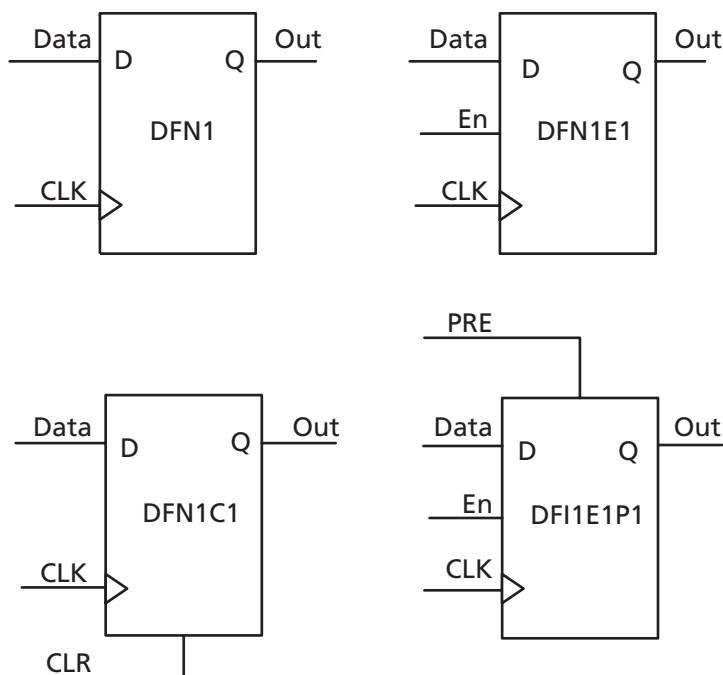 Data
Out
D
Q
DFN1
CLK
Data
Out
D
Q
En
DFN1E1
CLK
Data
Out
D
Q
DFN1C1
CLK
CLR
PRE
Data
Out
D
Q
En
DFI1E1P1
CLK